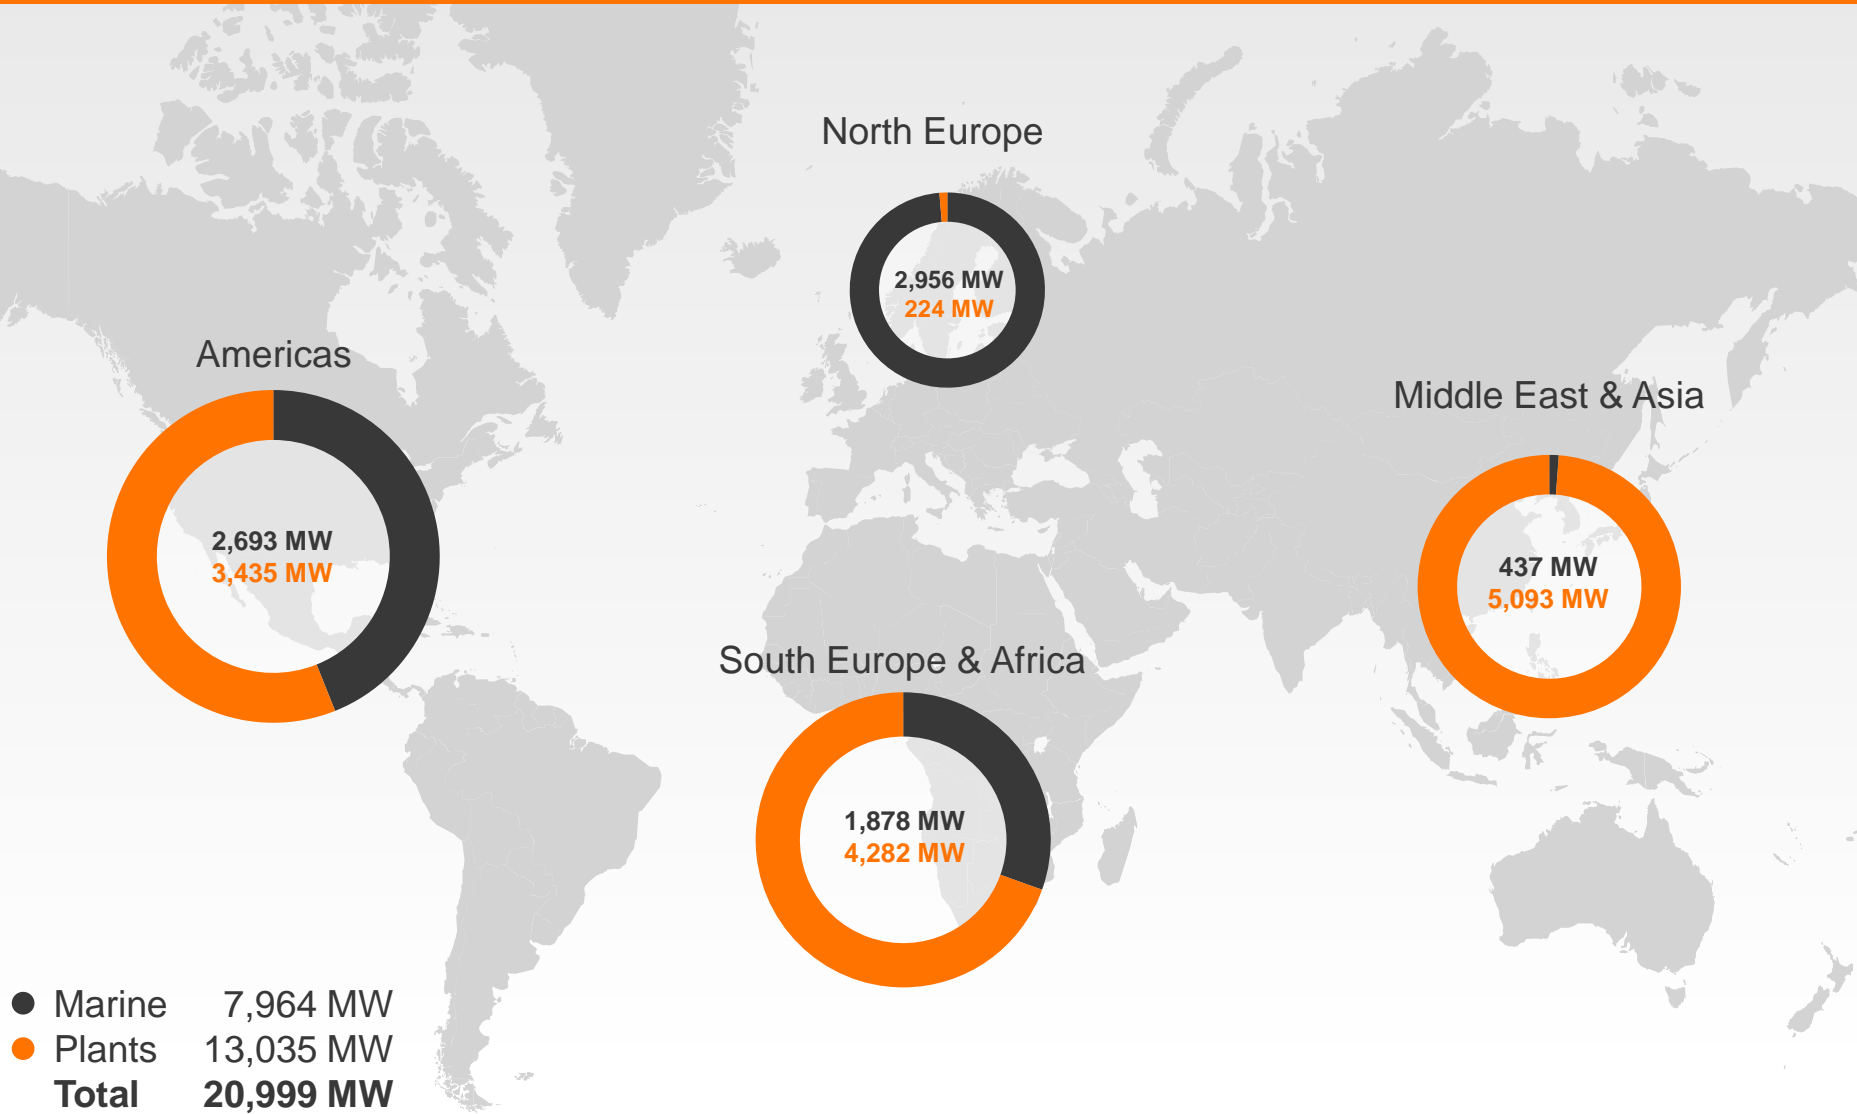 North Europe
2,956 MW
224 MW
Americas
2,693 MW
3,435 MW
Middle East & Asia
437 MW
5,093 MW
South Europe & Africa
1,878 MW
4,282 MW
Marine 7,964 MW
Plants 13,035 MW
Total 20,999 MW